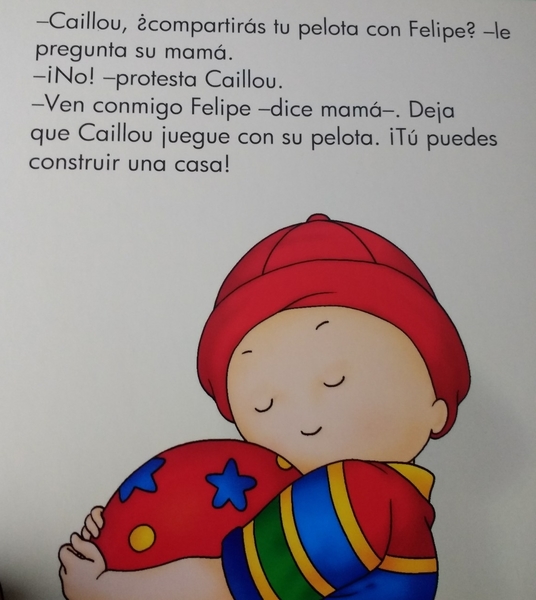 –Caillou, ¿compartirás tu pelota con Felipe? –le
pregunta su mamá.
–¡No! –protesta Caillou.
–Ven conmigo Felipe –dice mamá–. Deja
que Caillou juegue con su pelota. ¡Tú puedes
construir una casa!